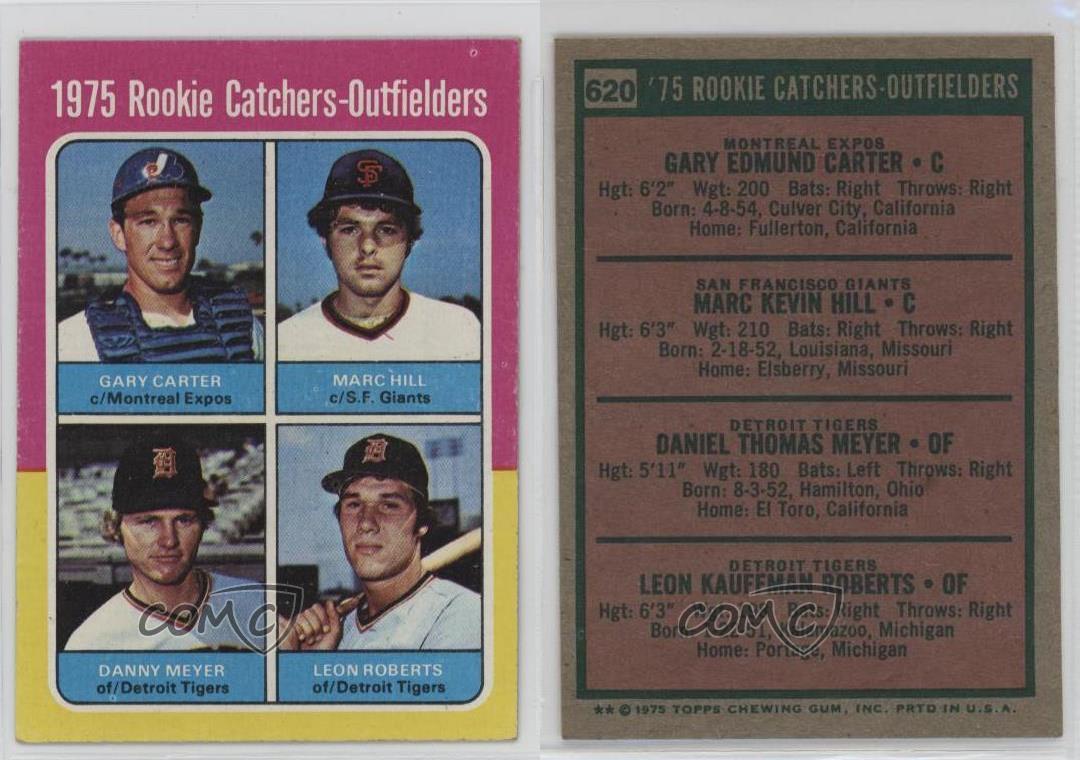 1975 Rookie Catchers-Outfielders
GARY CARTER
c/Montreal Expos
MARC HILL
c/S.F. Giants
DANNY MEYER
of/Detroit Tigers
LEON ROBERTS
of/Detroit Tigers
COMC
620 '75 ROOKIE CATCHERS-OUTFIELDERS
MONTREAL EXPOS
GARY EDMUND CARTER • C
Hgt: 6'2" Wgt: 200 Bats: Right Throws: Right
Born: 4-8-54, Culver City, California
Home: Fullerton, California
SAN FRANCISCO GIANTS
MARC KEVIN HILL • C
Hgt: 6'3" Wgt: 210 Bats: Right Throws: Right
Born: 2-18-52, Louisiana, Missouri
Home: Elsberry, Missouri
DETROIT TIGERS
DANIEL THOMAS MEYER • OF
Hgt: 5'11" Wgt: 180 Bats: Left Throws: Right
Born: 8-3-52, Hamilton, Ohio
Home: El Toro, California
DETROIT TIGERS
LEON KAUFFMAN ROBERTS • OF
Hgt: 6'3" Bats: Right Throws: Right
Born: Kalamazoo, Michigan
Home: Portage, Michigan
COMC
** © 1975 TOPPS CHEWING GUM, INC. PRTD IN U.S.A.